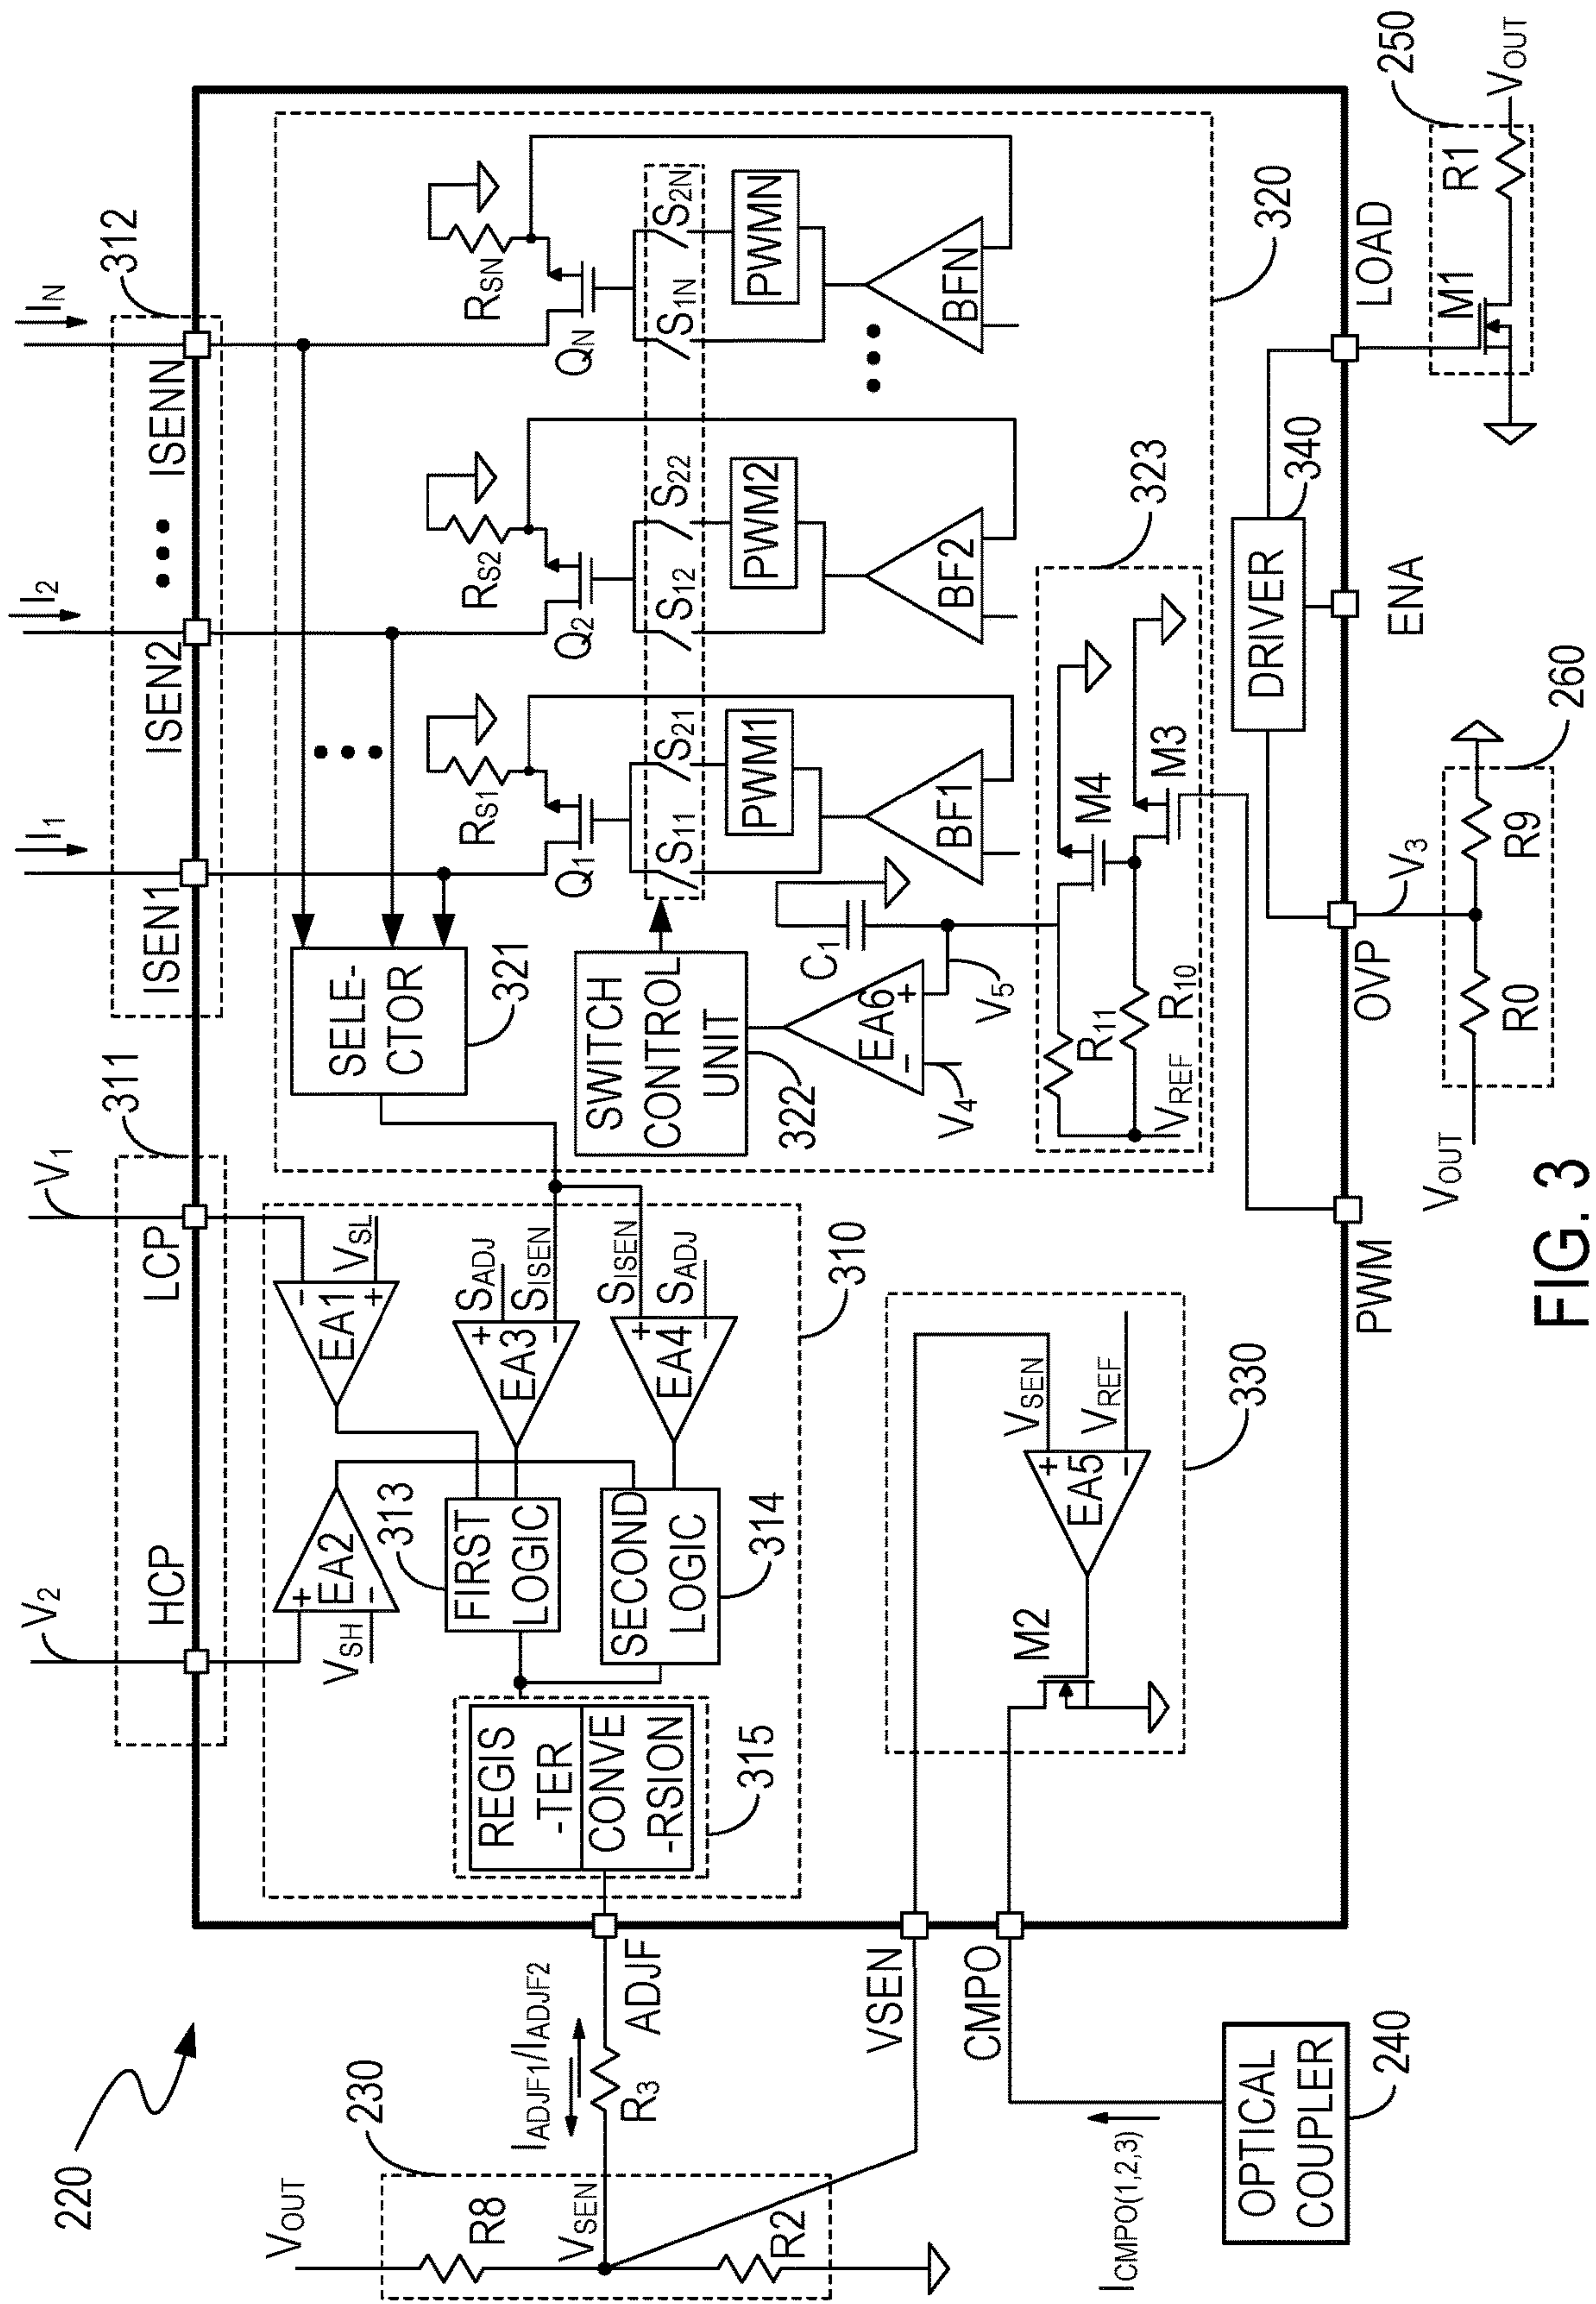 220
V2
V1
I1
I2
IN
HCP
LCP
311
ISEN1
ISEN2
ISENN
312
VSH
+
EA2
−
−
EA1
+
VSL
313
FIRST
LOGIC
SECOND
LOGIC
314
+
EA3
−
SADJ
SISEN
+
EA4
−
SISEN
SADJ
REGIS
-TER
CONVE
-RSION
315
310
SELE-
CTOR
321
SWITCH
CONTROL
UNIT
322
EA6
−
+
V4
V5
C1
RS1
Q1
S11
S21
PWM1
BF1
RS2
Q2
S12
S22
PWM2
BF2
RSN
QN
S1N
S2N
PWMN
BFN
VREF
R11
R10
M4
M3
323
320
VOUT
230
R8
VSEN
R2
R3
IADJF1/IADJF2
ADJF
VSEN
CMPO
ICMPO(1,2,3)
OPTICAL
COUPLER
240
M2
EA5
+
−
VSEN
VREF
330
DRIVER
340
PWM
OVP
ENA
LOAD
V3
VOUT
R0
R9
260
M1
R1
250
VOUT
FIG. 3